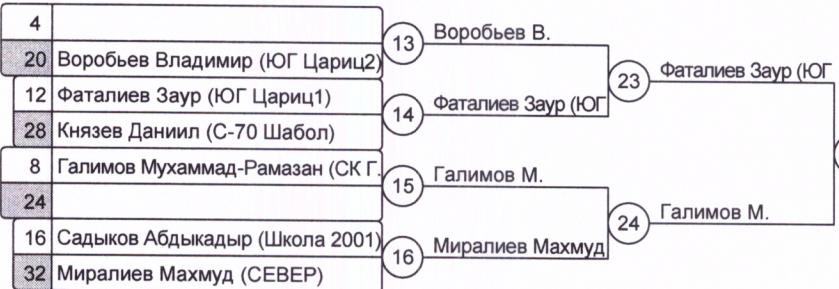 4
20 Воробьев Владимир (ЮГ Цариц2)
12 Фаталиев Заур (ЮГ Цариц1)
28 Князев Даниил (С-70 Шабол)
8 Галимов Мухаммад-Рамазан (СК Г.
24
16 Садыков Абдыкадыр (Школа 2001)
32 Миралиев Махмуд (СЕВЕР)
13 Воробьев В.
14 Фаталиев Заур (ЮГ
15 Галимов М.
16 Миралиев Махмуд
23 Фаталиев Заур (ЮГ
24 Галимов М.